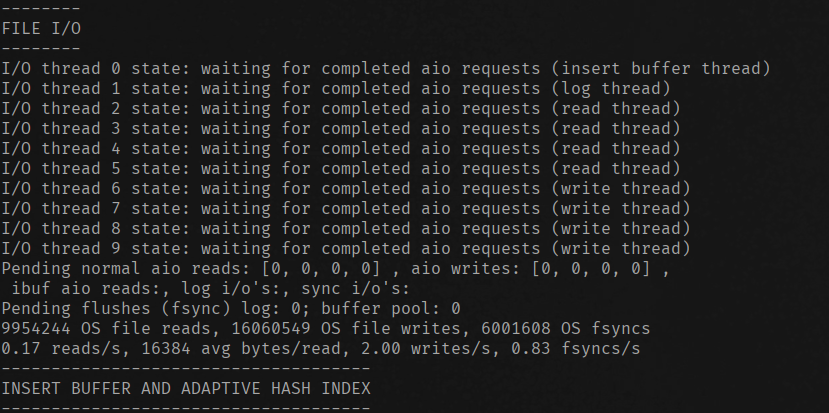 --------
FILE I/O
--------
I/O thread 0 state: waiting for completed aio requests (insert buffer thread)
I/O thread 1 state: waiting for completed aio requests (log thread)
I/O thread 2 state: waiting for completed aio requests (read thread)
I/O thread 3 state: waiting for completed aio requests (read thread)
I/O thread 4 state: waiting for completed aio requests (read thread)
I/O thread 5 state: waiting for completed aio requests (read thread)
I/O thread 6 state: waiting for completed aio requests (write thread)
I/O thread 7 state: waiting for completed aio requests (write thread)
I/O thread 8 state: waiting for completed aio requests (write thread)
I/O thread 9 state: waiting for completed aio requests (write thread)
Pending normal aio reads: [0, 0, 0, 0] , aio writes: [0, 0, 0, 0] ,
 ibuf aio reads:, log i/o's:, sync i/o's:
Pending flushes (fsync) log: 0; buffer pool: 0
9954244 OS file reads, 16060549 OS file writes, 6001608 OS fsyncs
0.17 reads/s, 16384 avg bytes/read, 2.00 writes/s, 0.83 fsyncs/s
-------------------------------------
INSERT BUFFER AND ADAPTIVE HASH INDEX
-------------------------------------